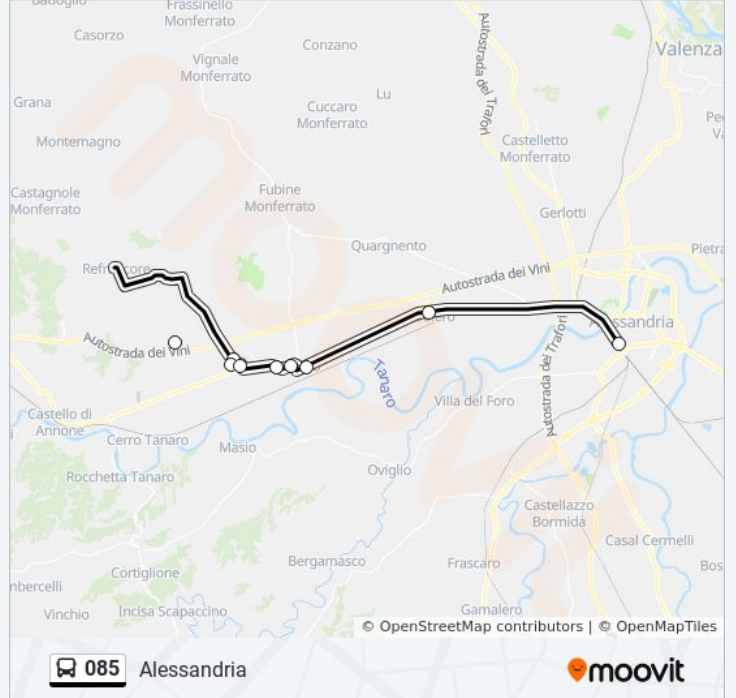 Badoglio
Frassinello
Monferrato
Casorzo
Conzano
Vignale
Monferrato
Valenza
Autostrada dei Trafori
Grana
Lu
Cuccaro
Monferrato
Montemagno
Castelletto
Monferrato
Castagnole
Monferrato
Fubine
Monferrato
Gerlotti
Quargnento
Pietra
Autostrada dei Vini
Alessandria
Autostrada dei Vini
Autostrada dei Trafori
Tanaro
Villa del Foro
Castello di
Annone
Cerro Tanaro
Masio
Oviglio
Rocchetta Tanaro
Castellazzo
Bormida
Casal Cermelli
Bergamasco
Frascaro
Bos
Cortiglione
mbercelli
Incisa Scapaccino
Vinchio
Gamalero
© OpenStreetMap contributors | © OpenMapTiles
085 Alessandria
moovit